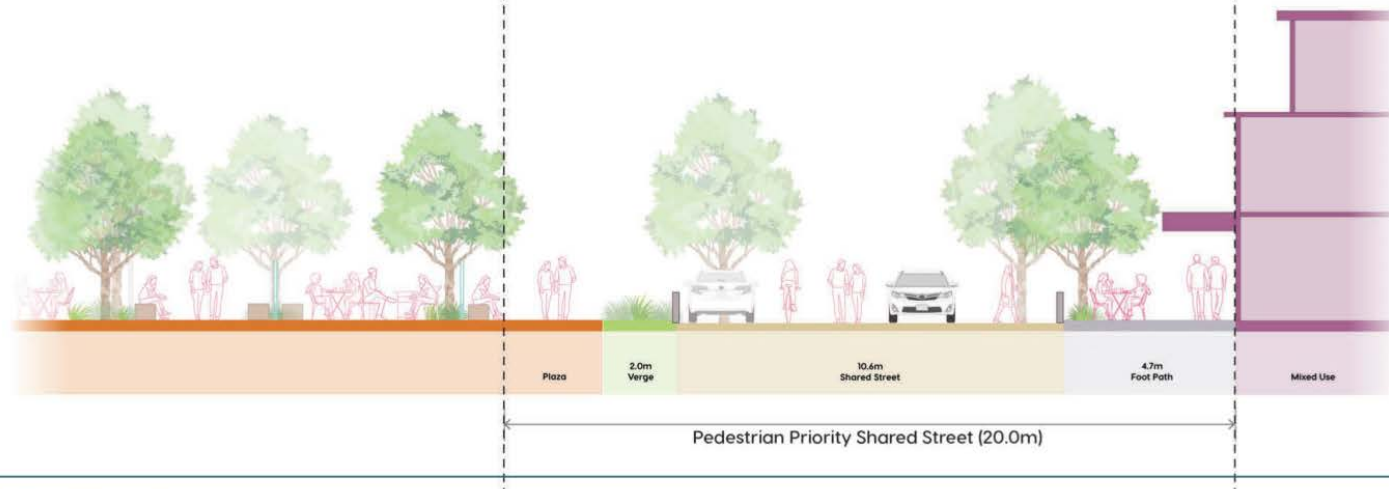 Plaza
2.0m
Verge
10.6m
Shared Street
4.7m
Foot Path
Mixed Use
Pedestrian Priority Shared Street (20.0m)